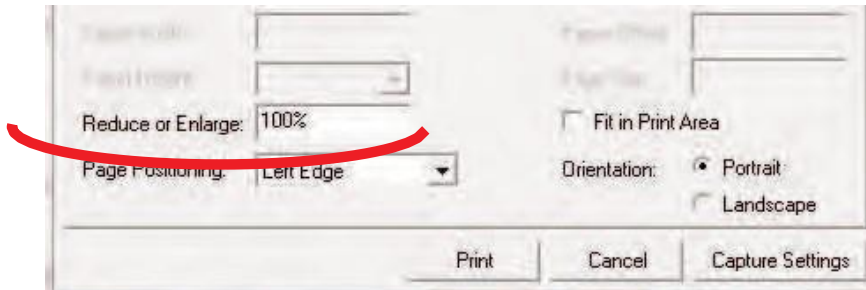 Reduce or Enlarge: 100% Fit in Print Area
Page Positioning: Left Edge Orientation: Portrait
Landscape
Print Cancel Capture Settings